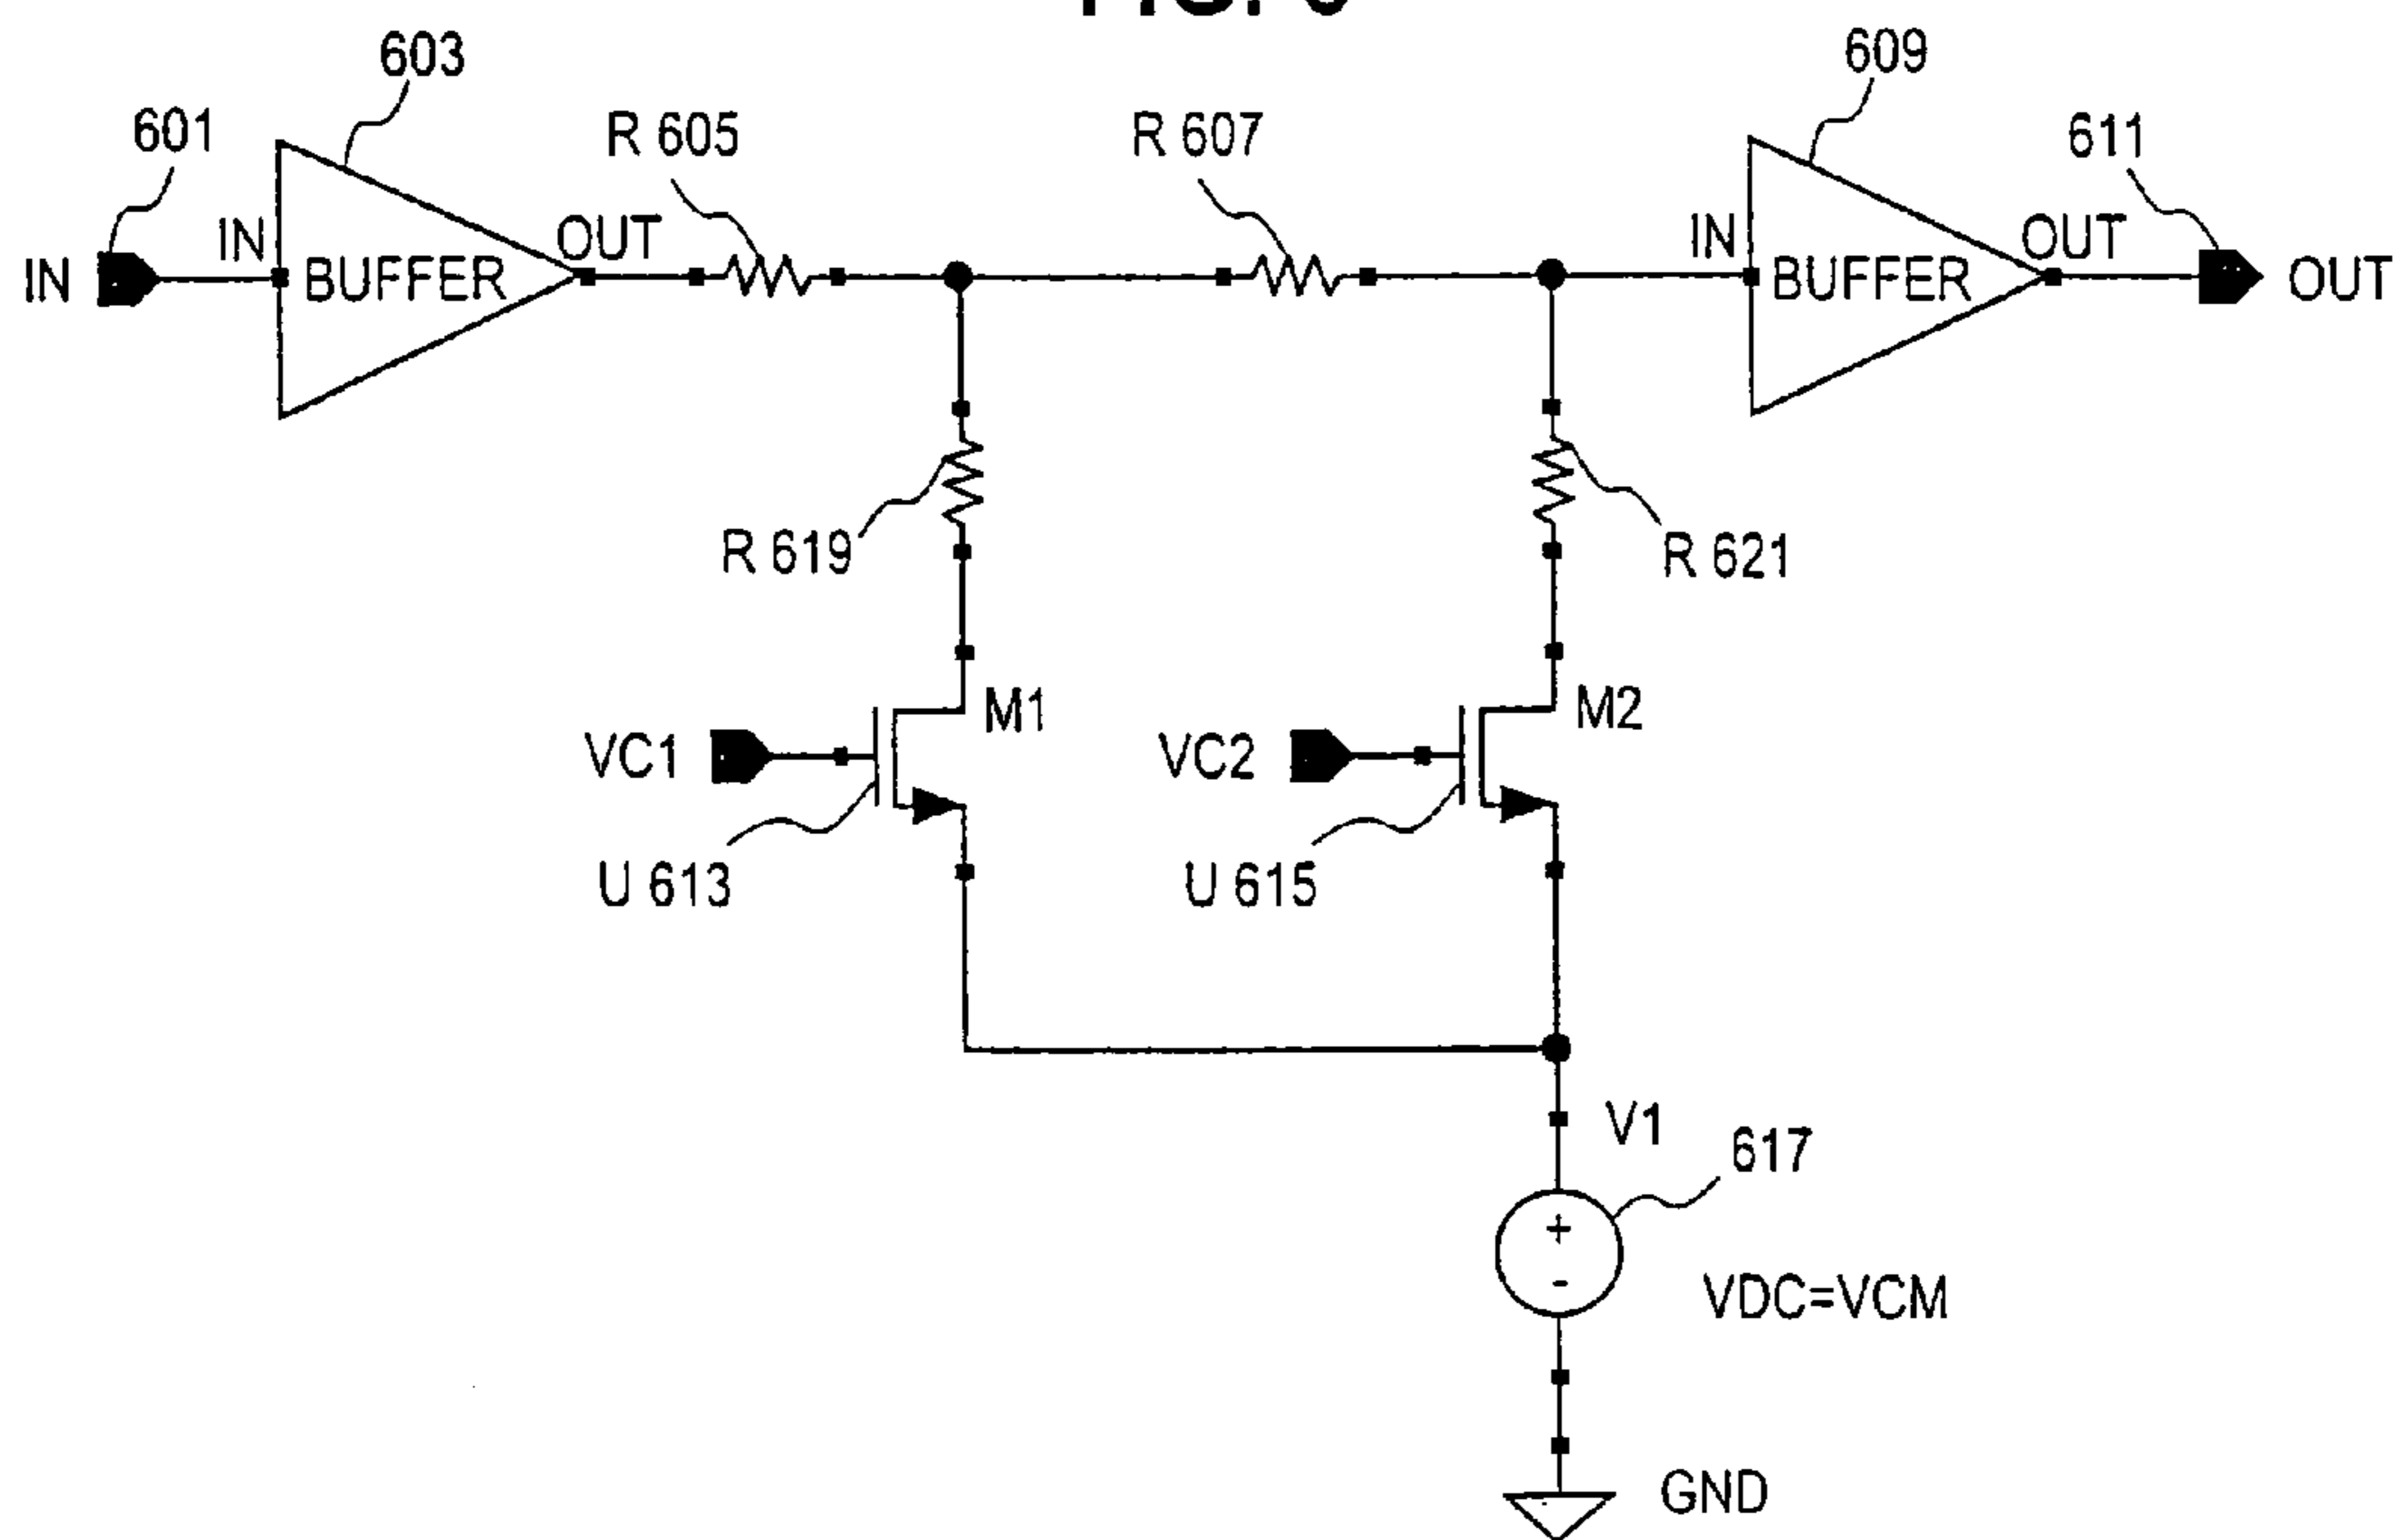 603
609
601
R 605
R 607
611
IN
IN
BUFFER
OUT
IN
BUFFER
OUT
OUT
R 619
R 621
M1
M2
VC1
VC2
U 613
U 615
V1
617
+
-
VDC=VCM
GND